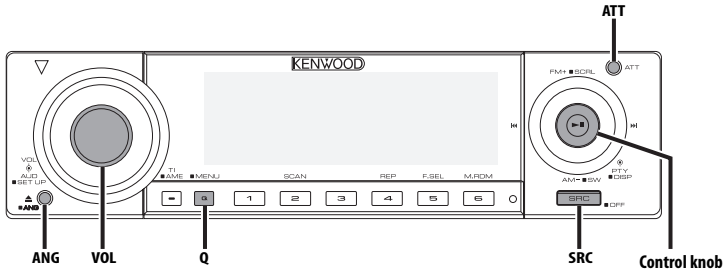 ATT
KENWOOD
ATT
FM+ ■SCRL
VOL
AUD
■SET UP
■ANG
TI
■AME
■MENU
SCAN
REP
F.SEL
M.RDM
Q
1
2
3
4
5
6
AM– ■SW
PTY
■DISP
SRC
■OFF
ANG
VOL
Q
SRC
Control knob